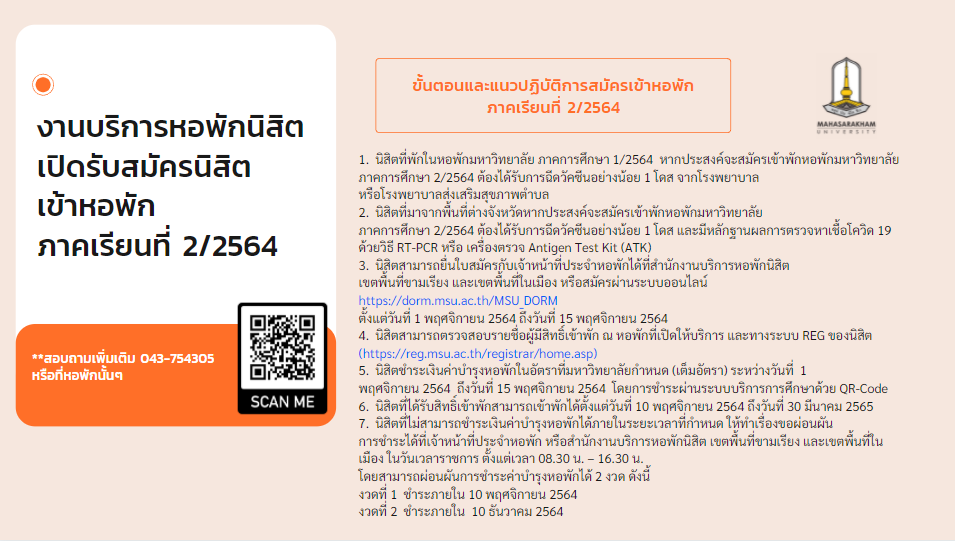 งานบริการหอพักนิสิต
เปิดรับสมัครนิสิต
เข้าหอพัก
ภาคเรียนที่ 2/2564
**สอบถามเพิ่มเติม 043-754305
หรือที่หอพักนั้นๆ
SCAN ME
ขั้นตอนและแนวปฏิบัติการสมัครเข้าหอพัก
ภาคเรียนที่ 2/2564
MAHASARAKHAM
UNIVERSITY
1. นิสิตที่พักในหอพักมหาวิทยาลัย ภาคการศึกษา 1/2564 หากประสงค์จะสมัครเข้าพักหอพักมหาวิทยาลัย
ภาคการศึกษา 2/2564 ต้องได้รับการฉีดวัคซีนอย่างน้อย 1 โดส จากโรงพยาบาล
หรือโรงพยาบาลส่งเสริมสุขภาพตำบล
2. นิสิตที่มาจากพื้นที่ต่างจังหวัดหากประสงค์จะสมัครเข้าพักหอพักมหาวิทยาลัย
ภาคการศึกษา 2/2564 ต้องได้รับการฉีดวัคซีนอย่างน้อย 1 โดส และมีหลักฐานผลการตรวจหาเชื้อโควิด 19
ด้วยวิธี RT-PCR หรือ เครื่องตรวจ Antigen Test Kit (ATK)
3. นิสิตสามารถยื่นใบสมัครกับเจ้าหน้าที่ประจำหอพักได้ที่สำนักงานบริการหอพักนิสิต
เขตพื้นที่ขามเรียง และเขตพื้นที่ในเมือง หรือสมัครผ่านระบบออนไลน์
https://dorm.msu.ac.th/MSU_DORM
ตั้งแต่วันที่ 1 พฤศจิกายน 2564 ถึงวันที่ 15 พฤศจิกายน 2564
4. นิสิตสามารถตรวจสอบรายชื่อผู้มีสิทธิ์เข้าพัก ณ หอพักที่เปิดให้บริการ และทางระบบ REG ของนิสิต
(https://reg.msu.ac.th/registrar/home.asp)
5. นิสิตชำระเงินค่าบำรุงหอพักในอัตราที่มหาวิทยาลัยกำหนด (เต็มอัตรา) ระหว่างวันที่ 1
พฤศจิกายน 2564 ถึงวันที่ 15 พฤศจิกายน 2564 โดยการชำระผ่านระบบบริการการศึกษาด้วย QR-Code
6. นิสิตที่ได้รับสิทธิ์เข้าพักสามารถเข้าพักได้ตั้งแต่วันที่ 10 พฤศจิกายน 2564 ถึงวันที่ 30 มีนาคม 2565
7. นิสิตที่ไม่สามารถชำระเงินค่าบำรุงหอพักได้ภายในระยะเวลาที่กำหนด ให้ทำเรื่องขอผ่อนผัน
การชำระได้ที่เจ้าหน้าที่ประจำหอพัก หรือสำนักงานบริการหอพักนิสิต เขตพื้นที่ขามเรียง และเขตพื้นที่ใน
เมือง ในวันเวลาราชการ ตั้งแต่เวลา 08.30 น. – 16.30 น.
โดยสามารถผ่อนผันการชำระค่าบำรุงหอพักได้ 2 งวด ดังนี้
งวดที่ 1 ชำระภายใน 10 พฤศจิกายน 2564
งวดที่ 2 ชำระภายใน 10 ธันวาคม 2564